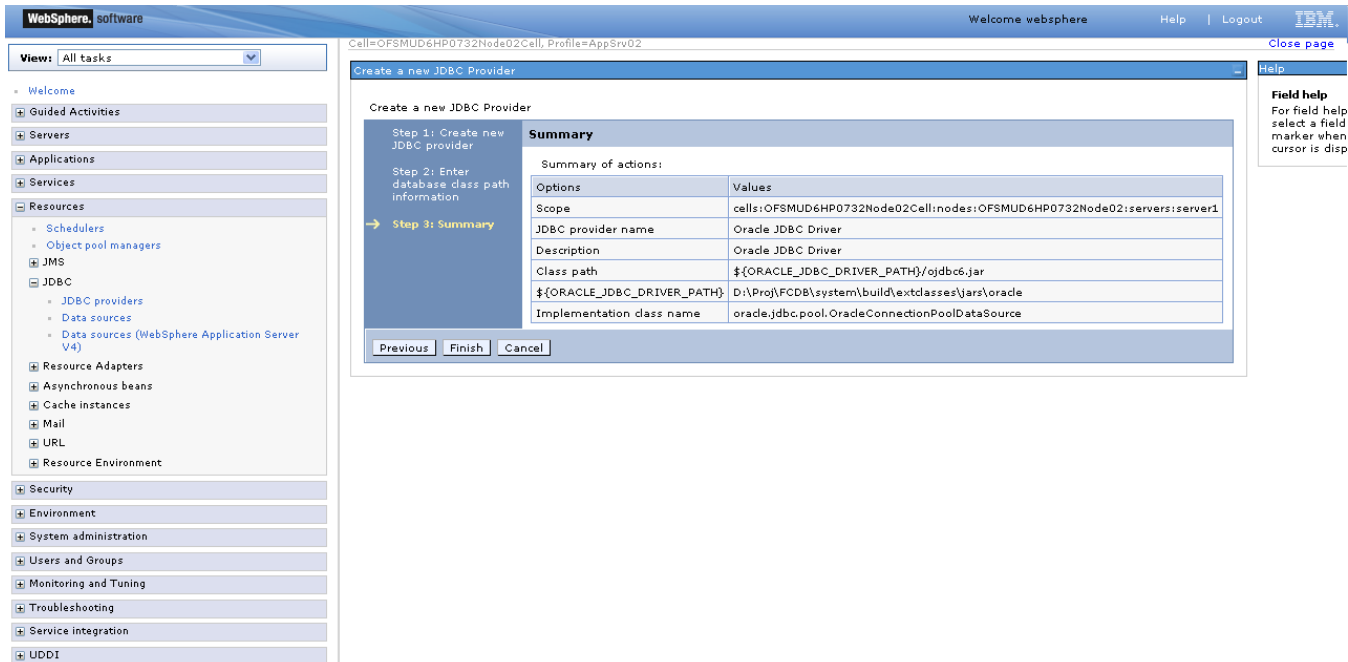 WebSphere. software
Welcome websphere
Help | Logout
IBM.
View: All tasks
Cell=OFSMUD6HP0732Node02Cell, Profile=AppSrv02
Close page
Welcome
Guided Activities
Servers
Applications
Services
Resources
Schedulers
Object pool managers
JMS
JDBC
JDBC providers
Data sources
Data sources (WebSphere Application Server
V4)
Resource Adapters
Asynchronous beans
Cache instances
Mail
URL
Resource Environment
Security
Environment
System administration
Users and Groups
Monitoring and Tuning
Troubleshooting
Service integration
UDDI
Create a new JDBC Provider
Create a new JDBC Provider
Step 1: Create new
JDBC provider
Step 2: Enter
database class path
information
Step 3: Summary
Summary
Summary of actions:
Options Values
Scope cells:OFSMUD6HP0732Node02Cell:nodes:OFSMUD6HP0732Node02:servers:server1
JDBC provider name Oracle JDBC Driver
Description Oracle JDBC Driver
Class path ${ORACLE_JDBC_DRIVER_PATH}/ojdbc6.jar
${ORACLE_JDBC_DRIVER_PATH} D:\Proj\FCDB\system\build\extclasses\jars\oracle
Implementation class name oracle.jdbc.pool.OracleConnectionPoolDataSource
Previous Finish Cancel
Help
Field help
For field help
select a field
marker when
cursor is disp